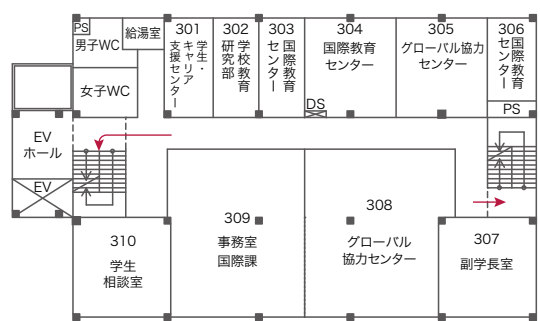 PS
男子WC
給湯室
女子WC
EV
ホール
EV
301
学生・
キャリア
支援センター
302
学校教育
研究部
303
国際教育
センター
304
国際教育
センター
DS
305
グローバル協力
センター
306
国際教育
センター
PS
310
学生
相談室
309
事務室
国際課
308
グローバル
協力センター
307
副学長室